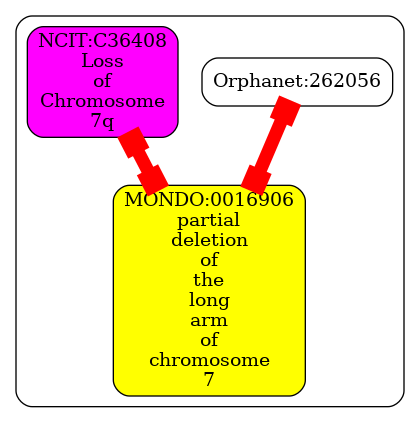 NCIT:C36408
Loss
of
Chromosome
7q
Orphanet:262056
MONDO:0016906
partial
deletion
of
the
long
arm
of
chromosome
7